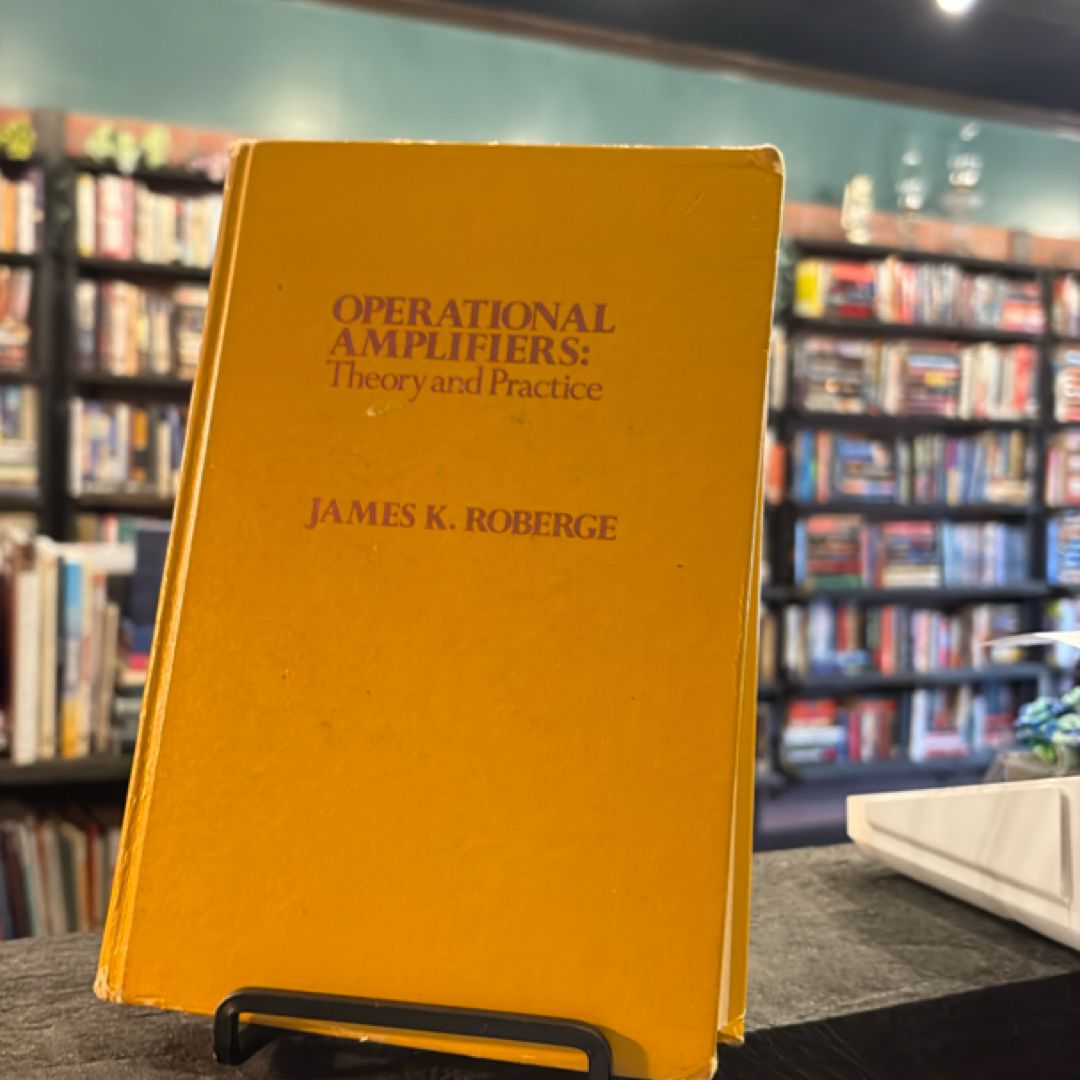 OPERATIONAL
AMPLIFIERS:
Theory and Practice
JAMES K. ROBERGE